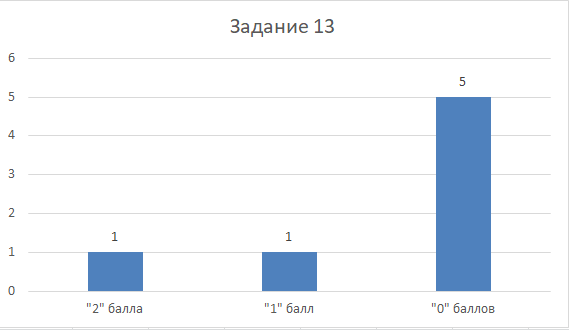 Задание 13
6
5
4
3
2
1
0
1
1
5
"2" балла
"1" балл
"0" баллов